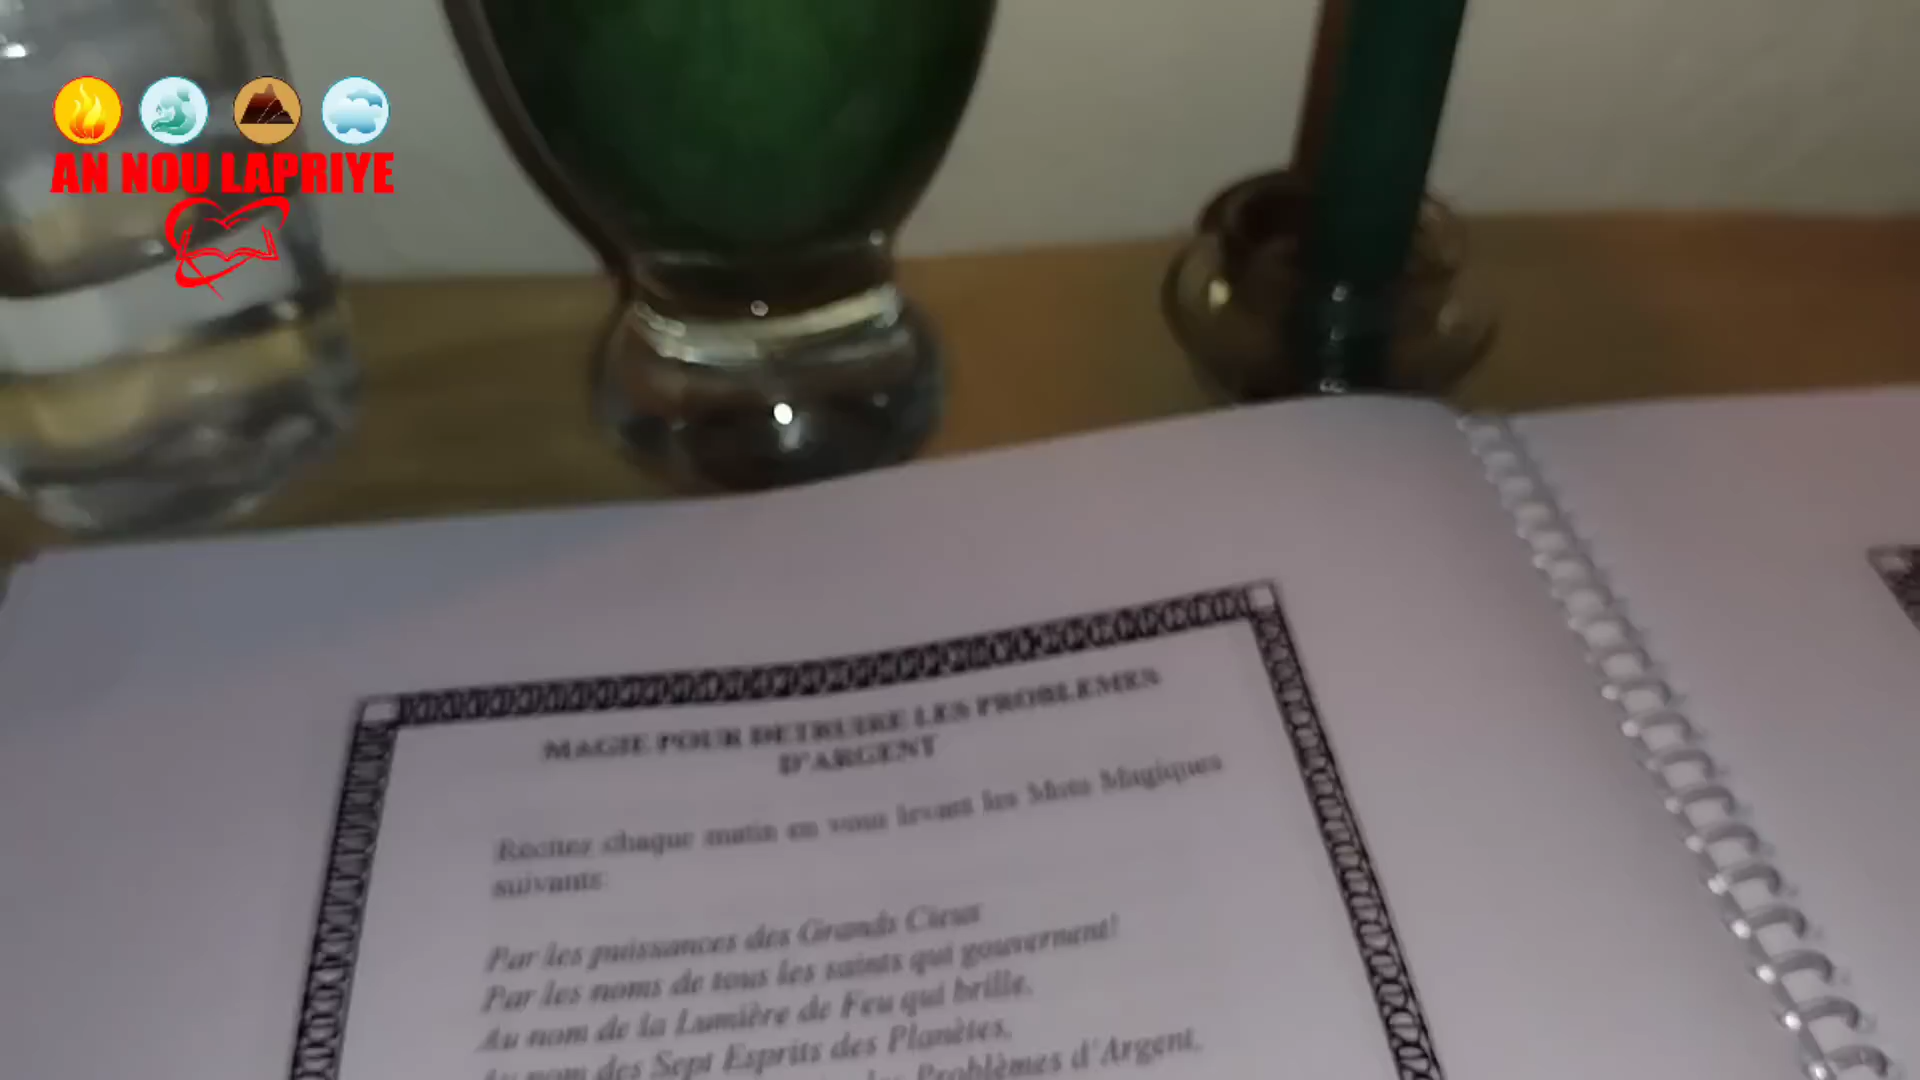 AN NOU LAPRIYE
MAGIE POUR DETRUIRE LES PROBLEMES
D'ARGENT
Récitez chaque matin en vous levant les Mots Magiques
suivants:
Par les puissances des Grands Cieux
Par les noms de tous les saints qui gouvernent!
Au nom de la Lumière de Feu qui brille,
Au nom des Sept Esprits des Planètes,
Problèmes d'Argent,